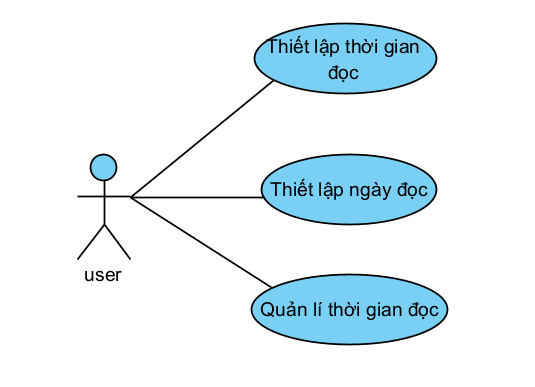 Thiết lập thời gian
đọc
Thiết lập ngày đọc
user
Quản lí thời gian đọc